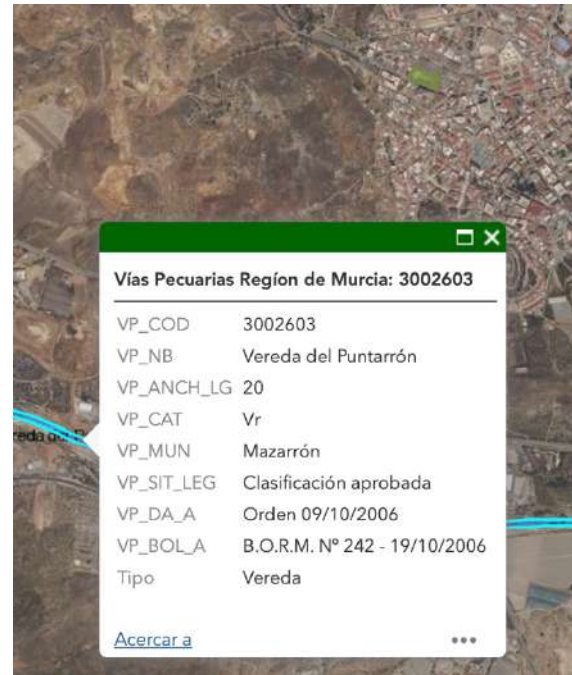 Vías Pecuarias Regíon de Murcia: 3002603
VP_COD 3002603
VP_NB Vereda del Puntarrón
VP_ANCH_LG 20
VP_CAT Vr
VP_MUN Mazarrón
VP_SIT_LEG Clasificación aprobada
VP_DA_A Orden 09/10/2006
VP_BOL_A B.O.R.M. Nº 242 - 19/10/2006
Tipo Vereda
Acercar a